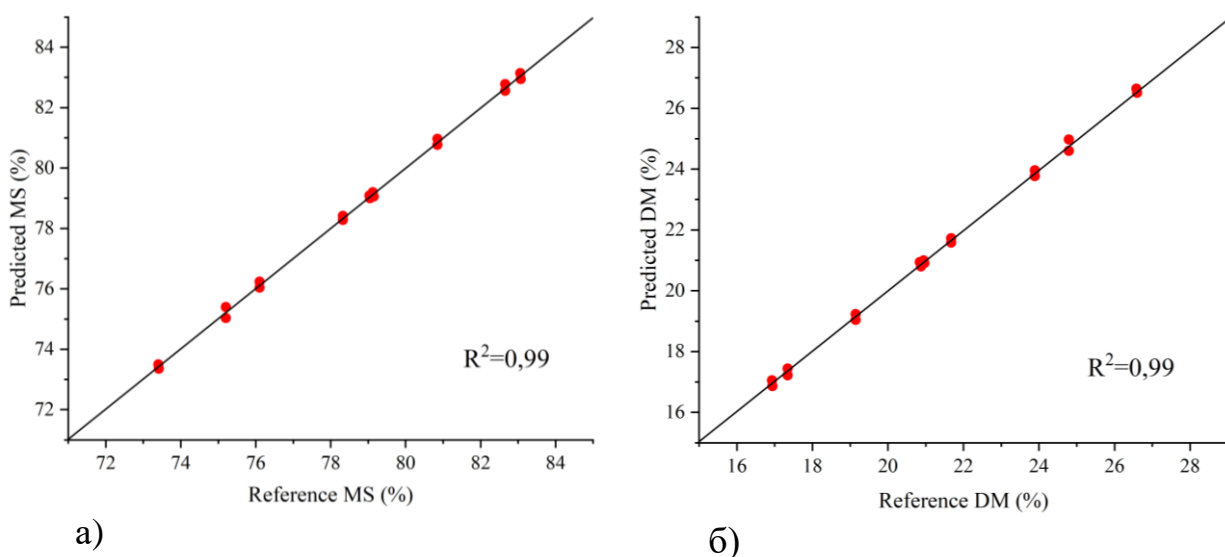 84
82
80
78
76
74
72
Predicted MS (%)
R²=0,99
72 74 76 78 80 82 84
Reference MS (%)
а)
28
26
24
22
20
18
16
Predicted DM (%)
R²=0,99
16 18 20 22 24 26 28
Reference DM (%)
б)